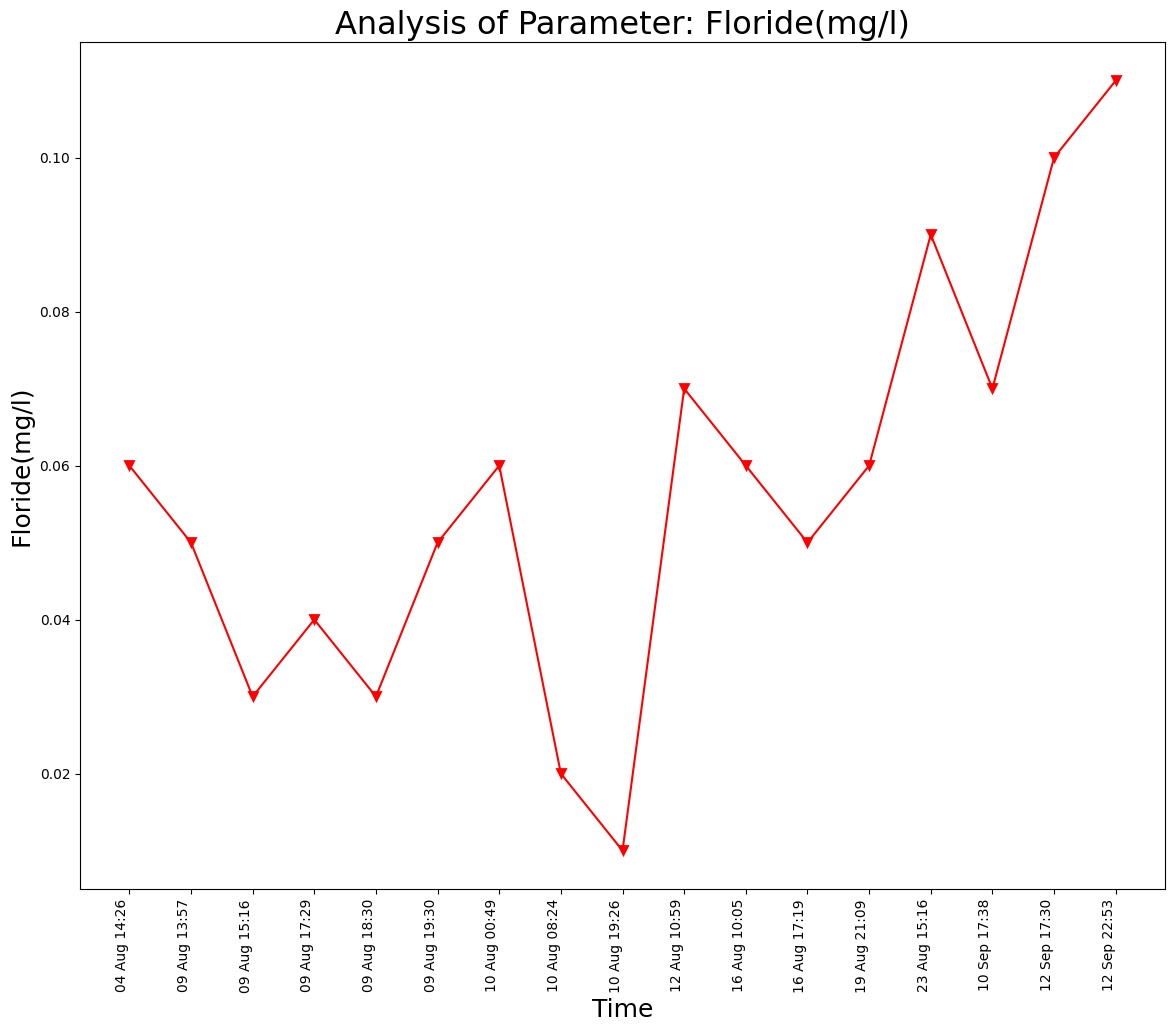 Analysis of Parameter: Floride(mg/l)
Floride(mg/l)
0.10
0.08
0.06
0.04
0.02
04 Aug 14:26
09 Aug 13:57
09 Aug 15:16
09 Aug 17:29
09 Aug 18:30
09 Aug 19:30
10 Aug 00:49
10 Aug 08:24
10 Aug 19:26
12 Aug 10:59
16 Aug 10:05
16 Aug 17:19
19 Aug 21:09
23 Aug 15:16
10 Sep 17:38
12 Sep 17:30
12 Sep 22:53
Time